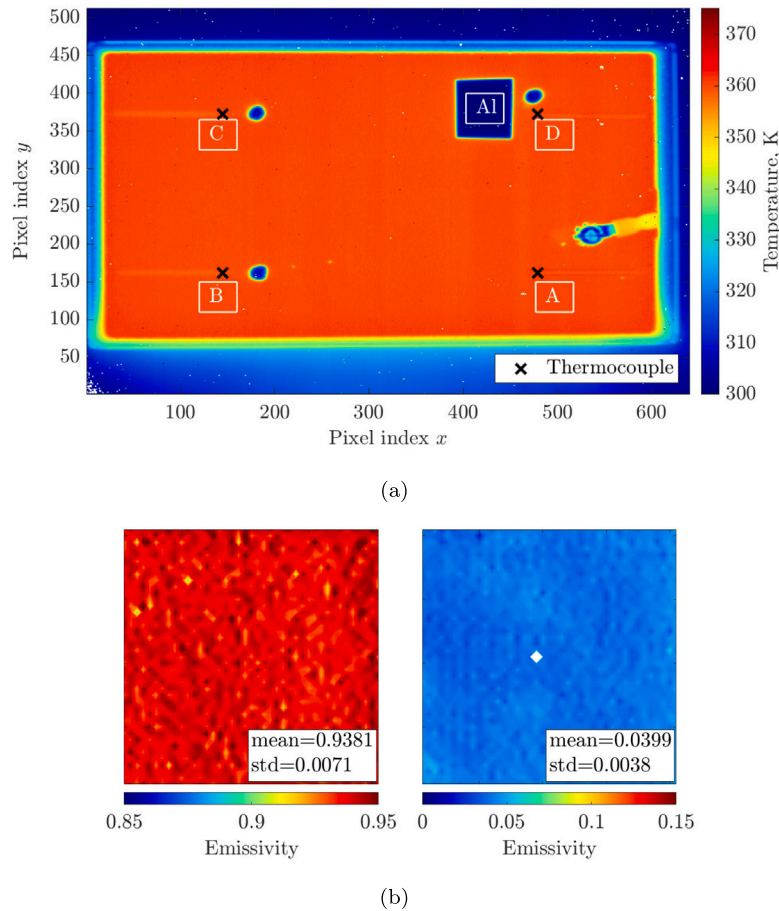 500
450
400
350
300
250
200
150
100
50
Pixel index y
C
Al
D
B
A
Thermocouple
100
200
300
400
500
600
Pixel index x
370
360
350
340
330
320
310
300
Temperature, K
(a)
mean=0.9381
std=0.0071
0.85
0.9
0.95
Emissivity
mean=0.0399
std=0.0038
0
0.05
0.1
0.15
Emissivity
(b)